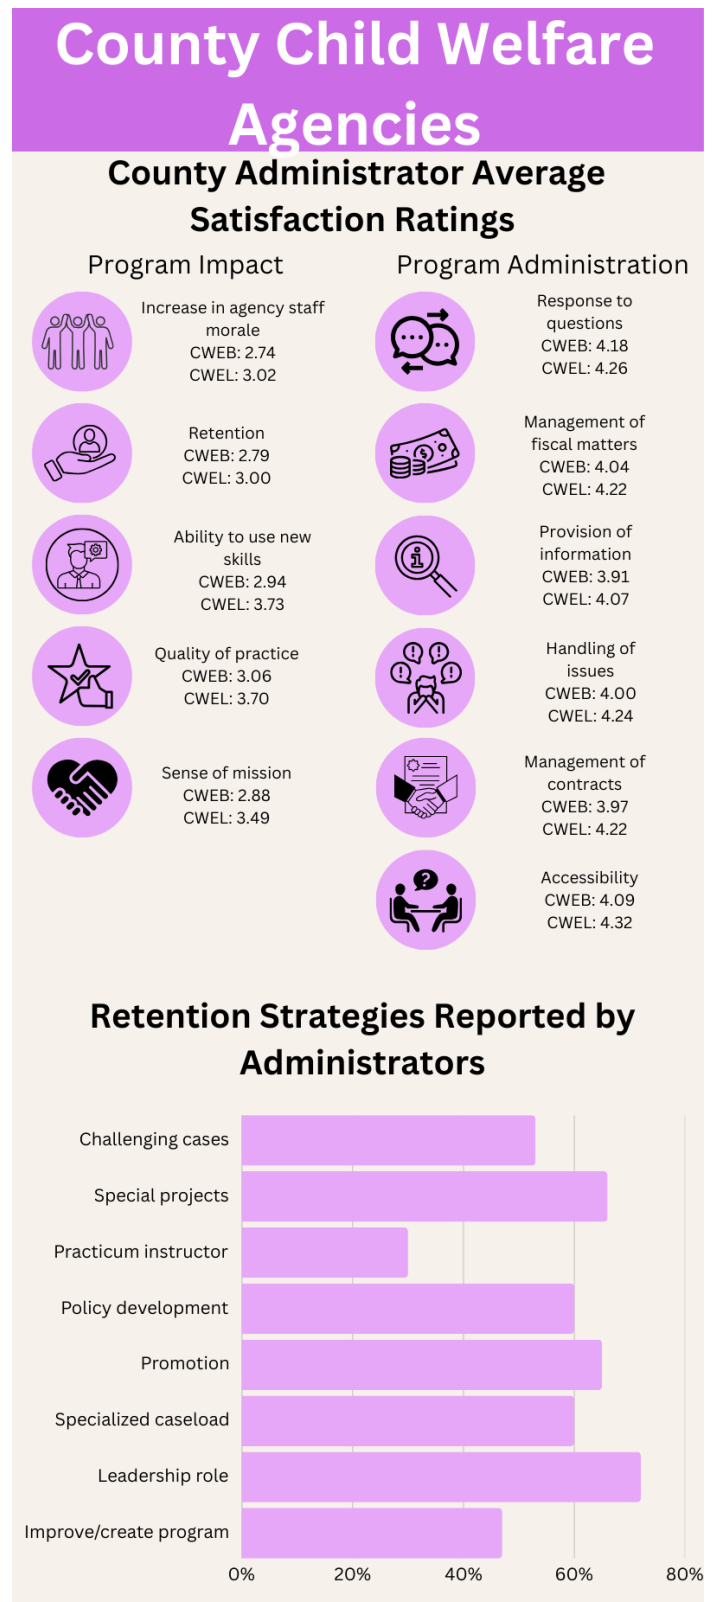 County Child Welfare
Agencies
County Administrator Average
Satisfaction Ratings
Program Impact
Increase in agency staff
morale
CWEB: 2.74
CWEL: 3.02
Retention
CWEB: 2.79
CWEL: 3.00
Ability to use new
skills
CWEB: 2.94
CWEL: 3.73
Quality of practice
CWEB: 3.06
CWEL: 3.70
Sense of mission
CWEB: 2.88
CWEL: 3.49
Program Administration
Response to
questions
CWEB: 4.18
CWEL: 4.26
Management of
fiscal matters
CWEB: 4.04
CWEL: 4.22
Provision of
information
CWEB: 3.91
CWEL: 4.07
Handling of
issues
CWEB: 4.00
CWEL: 4.24
Management of
contracts
CWEB: 3.97
CWEL: 4.22
Accessibility
CWEB: 4.09
CWEL: 4.32
Retention Strategies Reported by
Administrators
Challenging cases
Special projects
Practicum instructor
Policy development
Promotion
Specialized caseload
Leadership role
Improve/create program
0% 20% 40% 60% 80%